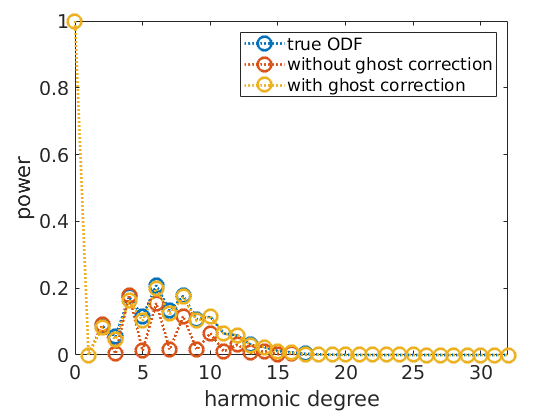 1
true ODF
without ghost correction
with ghost correction
0.8
0.6
0.4
0.2
0
power
0 5 10 15 20 25 30
harmonic degree